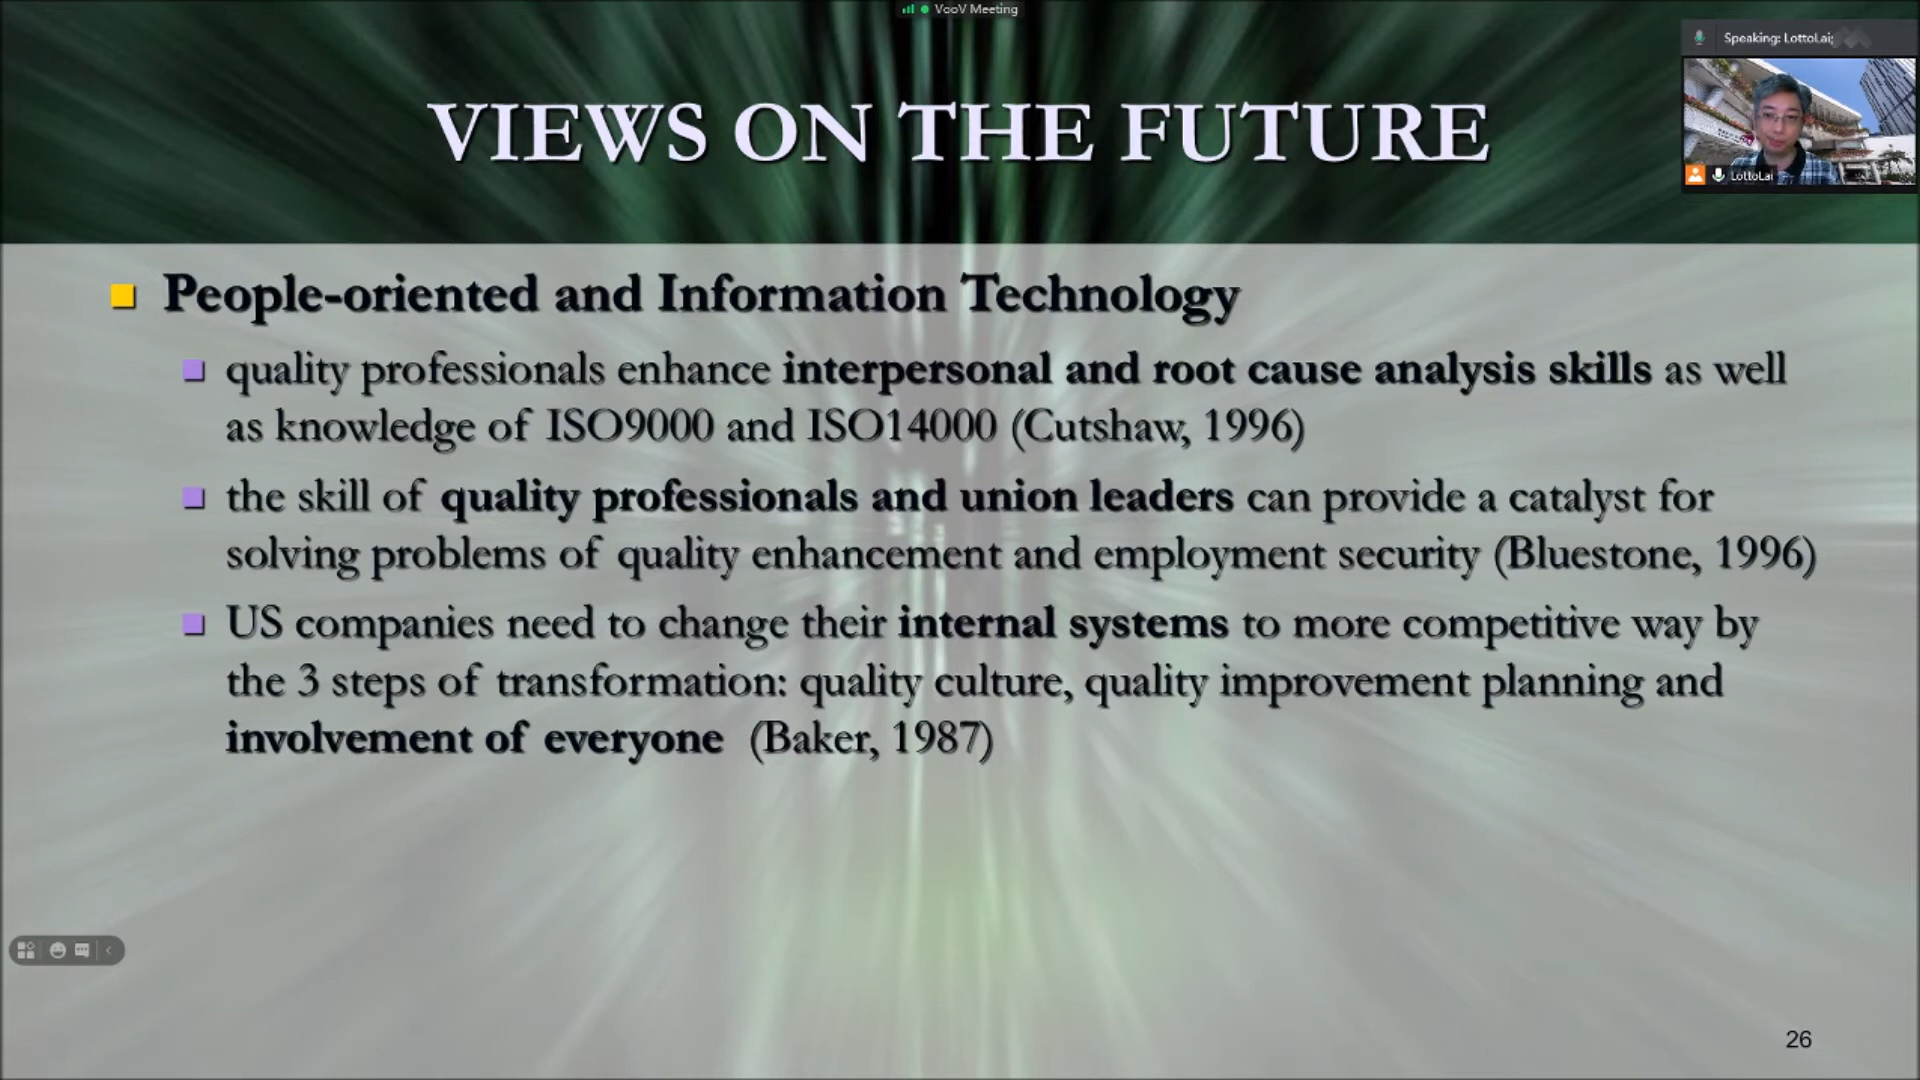 VooV Meeting
Speaking: LottoLai;
LottoLai
VIEWS ON THE FUTURE
People-oriented and Information Technology
quality professionals enhance interpersonal and root cause analysis skills as well
as knowledge of ISO9000 and ISO14000 (Cutshaw, 1996)
the skill of quality professionals and union leaders can provide a catalyst for
solving problems of quality enhancement and employment security (Bluestone, 1996)
US companies need to change their internal systems to more competitive way by
the 3 steps of transformation: quality culture, quality improvement planning and
involvement of everyone (Baker, 1987)
26